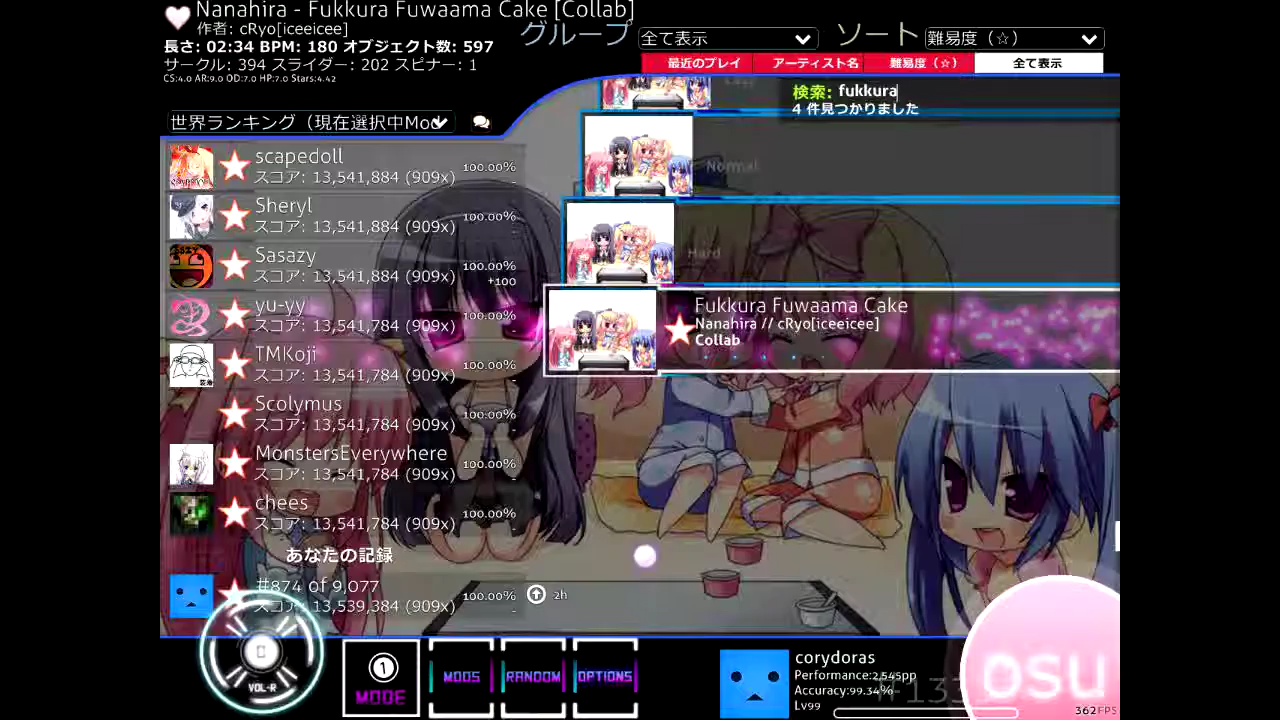 Nanahira - Fukkura Fuwaama Cake [Collab]
作者: cRyo[iceeicee]
長さ: 02:34 BPM: 180 オブジェクト数: 597
サークル: 394 スライダー: 202 スピナー: 1
CS:4.0 AR:9.0 OD:7.0 HP:7.0 Stars:4.42
グループ 全て表示
ソート 難易度（☆）
最近のプレイ アーティスト名 難易度（☆） 全て表示
検索: fukkura
4 件見つかりました
世界ランキング（現在選択中Mod
scapedoll
スコア: 13,541,884 (909x) 100.00%
Sheryl
スコア: 13,541,884 (909x) 100.00%
Sasazy
スコア: 13,541,884 (909x) 100.00%
+100
yu-yy
スコア: 13,541,784 (909x) 100.00%
TMKoji
スコア: 13,541,784 (909x) 100.00%
Scolymus
スコア: 13,541,784 (909x) 100.00%
MonstersEverywhere
スコア: 13,541,784 (909x) 100.00%
chees
スコア: 13,541,784 (909x) 100.00%
あなたの記録
#874 of 9,077
スコア: 13,539,384 (909x) 100.00%
2h
Normal
Hard
Fukkura Fuwaama Cake
Nanahira // cRyo[iceeicee]
Collab
VOL-R
1
MODE
MODS
RANDOM
OPTIONS
corydoras
Performance:2,545pp
Accuracy:99.34%
Lv99
osu
362FPS